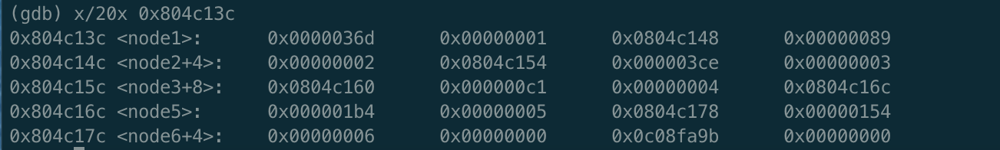 (gdb) x/20x 0x804c13c
0x804c13c <node1>: 0x0000036d 0x00000001 0x0804c148 0x00000089
0x804c14c <node2+4>: 0x00000002 0x0804c154 0x000003ce 0x00000003
0x804c15c <node3+8>: 0x0804c160 0x000000c1 0x00000004 0x0804c16c
0x804c16c <node5>: 0x000001b4 0x00000005 0x0804c178 0x00000154
0x804c17c <node6+4>: 0x00000006 0x00000000 0x0c08fa9b 0x00000000